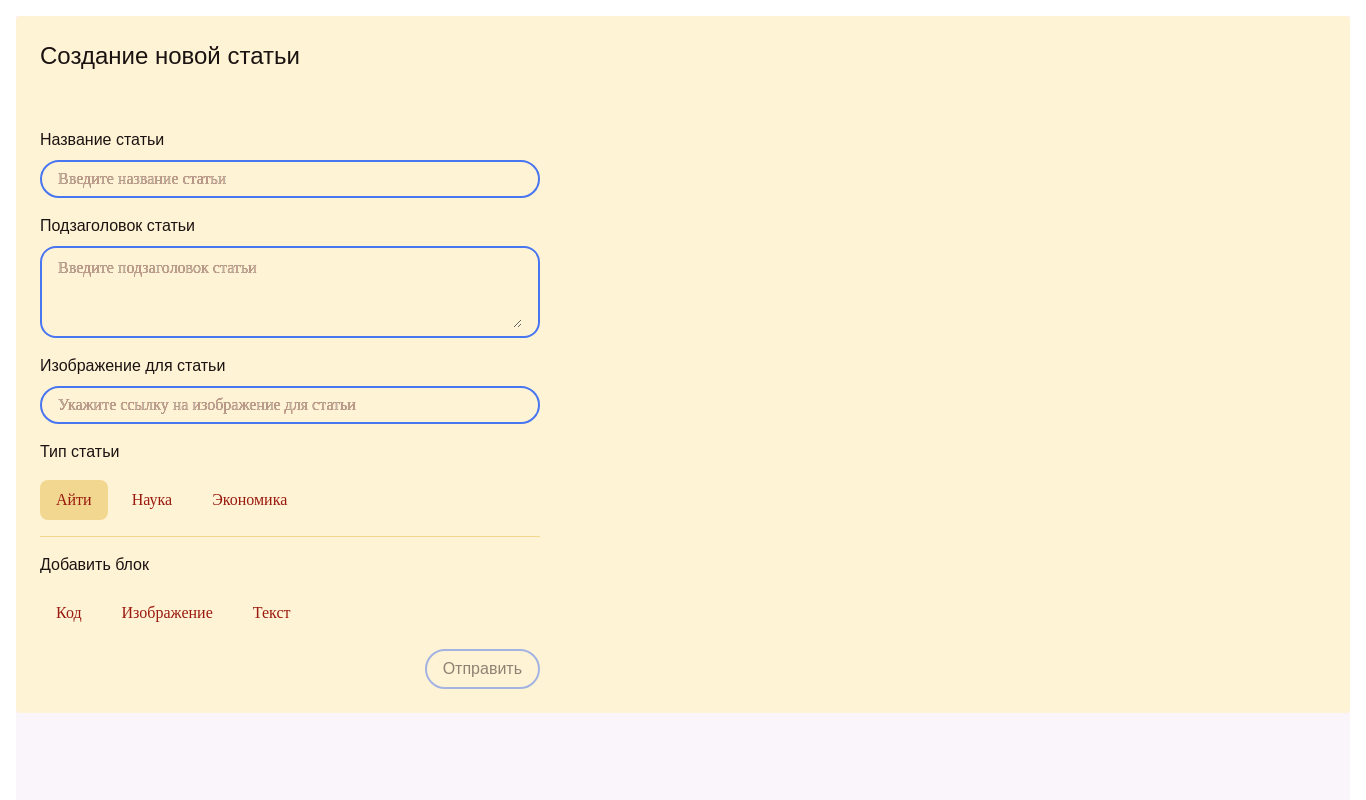 Создание новой статьи
Название статьи
Введите название статьи
Подзаголовок статьи
Введите подзаголовок статьи
Изображение для статьи
Укажите ссылку на изображение для статьи
Тип статьи
Айти Наука Экономика
Добавить блок
Код Изображение Текст
Отправить